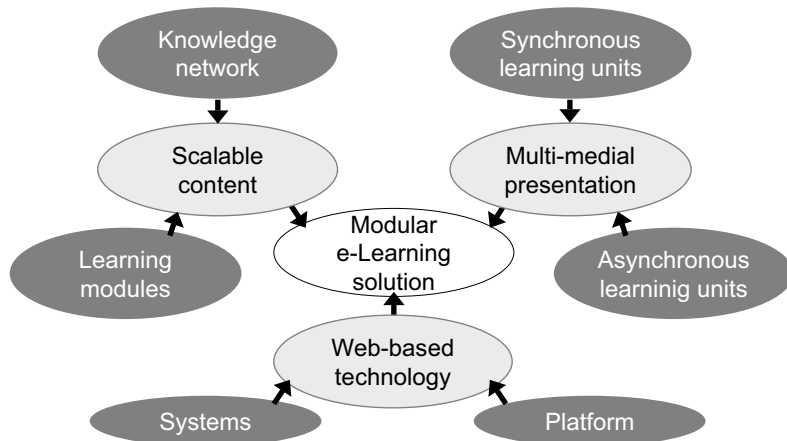 Knowledge
network
Synchronous
learning units
Scalable
content
Multi-medial
presentation
Modular
e-Learning
solution
Learning
modules
Asynchronous
learninig units
Web-based
technology
Systems
Platform